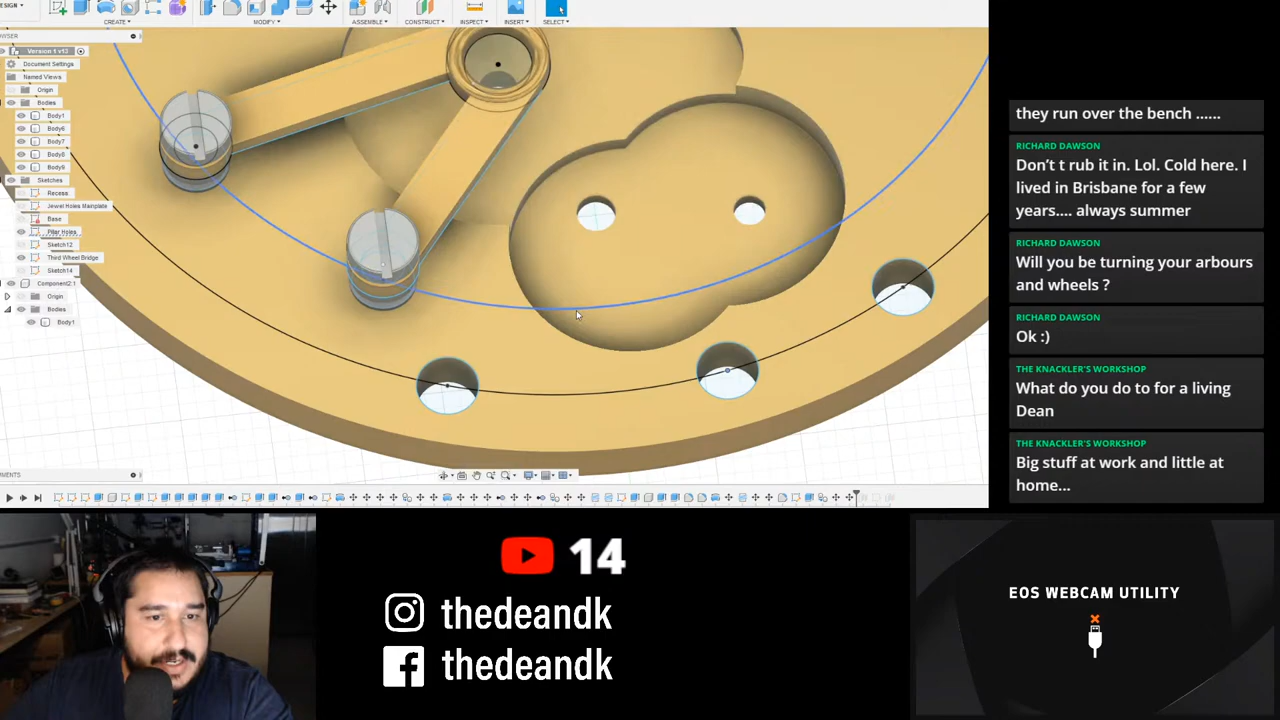 DESIGN
CREATE
MODIFY
ASSEMBLE
CONSTRUCT
INSPECT
INSERT
SELECT
Version 1 v13
Document Settings
Named Views
Origin
Bodies
Body1
Body6
Body7
Body8
Body9
Sketches
Recess
Jewel Holes Mainplate
Base
Pillar Holes
Sketch12
Third Wheel Bridge
Sketch14
Component2:1
Origin
Bodies
Body1
they run over the bench ......
RICHARD DAWSON
Don't t rub it in. Lol. Cold here. I
lived in Brisbane for a few
years.... always summer
RICHARD DAWSON
Will you be turning your arbours
and wheels ?
RICHARD DAWSON
Ok :)
THE KNACKLER'S WORKSHOP
What do you do to for a living
Dean
THE KNACKLER'S WORKSHOP
Big stuff at work and little at
home...
14
thedeandk
thedeandk
EOS WEBCAM UTILITY